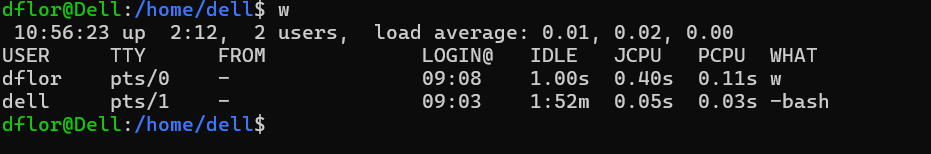 dflor@Dell:/home/dell$ w
 10:56:23 up  2:12,  2 users,  load average: 0.01, 0.02, 0.00
USER     TTY      FROM             LOGIN@   IDLE   JCPU   PCPU  WHAT
dflor    pts/0    -                09:08    1.00s  0.40s  0.11s w
dell     pts/1    -                09:03    1:52m  0.05s  0.03s -bash
dflor@Dell:/home/dell$